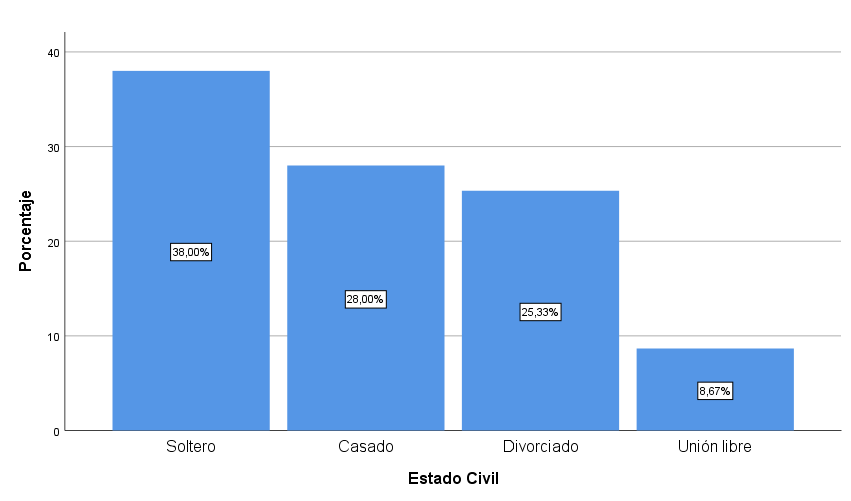 40
30
20
10
0
Porcentaje
38,00%
28,00%
25,33%
8,67%
Soltero
Casado
Divorciado
Unión libre
Estado Civil